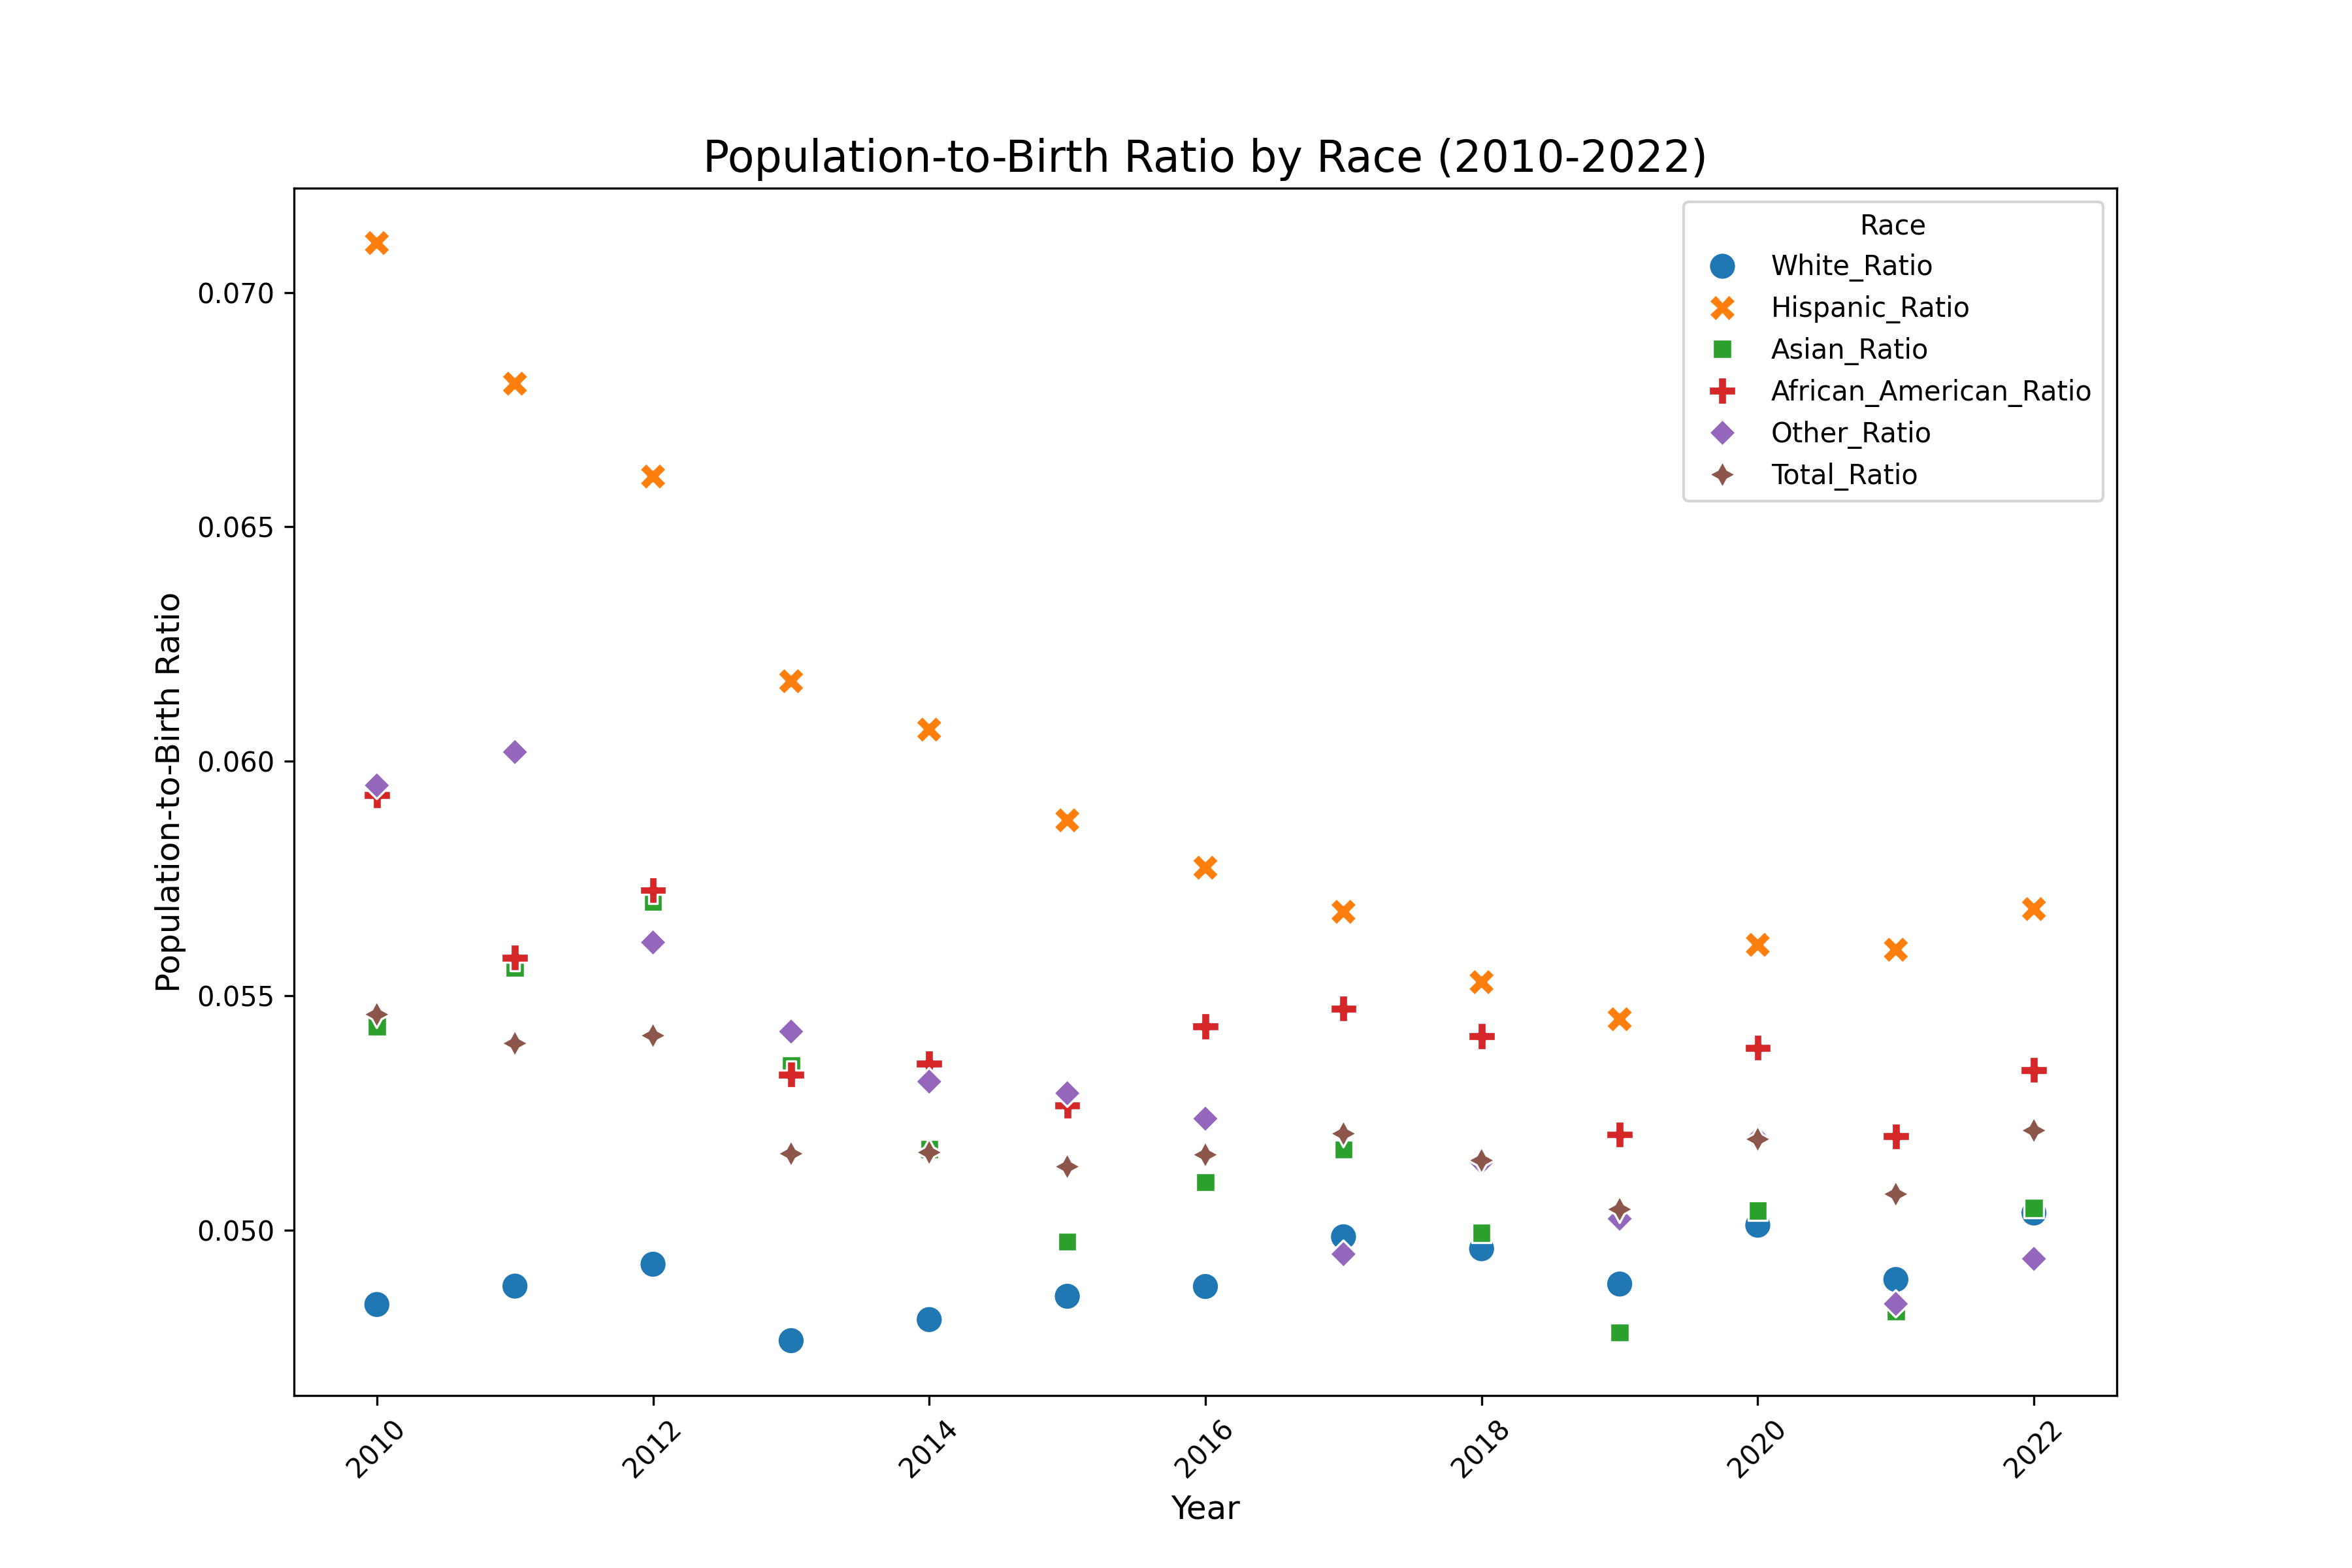 Population-to-Birth Ratio by Race (2010-2022)
Race
White_Ratio
Hispanic_Ratio
Asian_Ratio
African_American_Ratio
Other_Ratio
Total_Ratio
Population-to-Birth Ratio
0.070
0.065
0.060
0.055
0.050
2010
2012
2014
2016
2018
2020
2022
Year